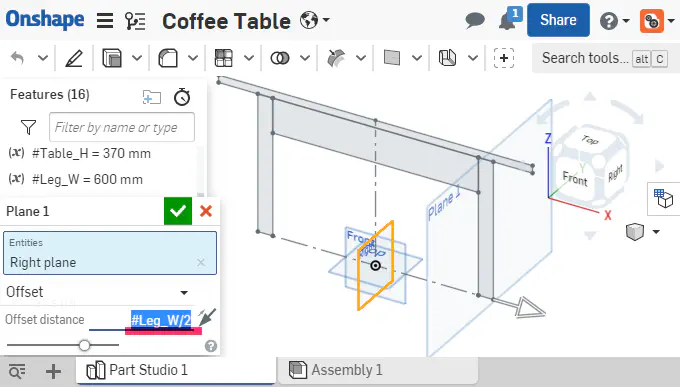 Onshape
Coffee Table
1
Share
Search tools... alt C
Features (16)
Filter by name or type
(x) #Table_H = 370 mm
(x) #Leg_W = 600 mm
Plane 1
Entities
Right plane
Offset
Offset distance #Leg_W/2
Front
Plane 1
Top
Front
Right
Z
Y
X
Part Studio 1
Assembly 1